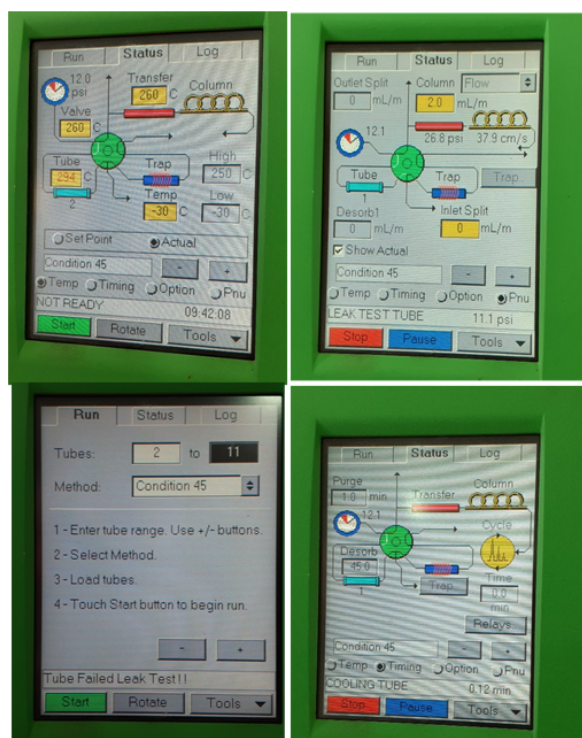 Run Status Log
12.0
psi
Transfer
260 C
Column
Valve
260 C
Tube
294 C
2
Trap
Temp
-30 C
High
250 C
Low
-30 C
Set Point Actual
Condition 45 - +
Temp Timing Option Pnu
NOT READY 09:42:08
Start Rotate Tools
Run Status Log
Outlet Split
0 mL/m
Column Flow
2.0 mL/m
12.1
26.8 psi 37.9 cm/s
Tube
1
Trap
Trap...
Desorb1
0 mL/m
Inlet Split
0 mL/m
Show Actual
Condition 45 - +
Temp Timing Option Pnu
LEAK TEST TUBE 11.1 psi
Stop Pause Tools
Run Status Log
Tubes: 2 to 11
Method: Condition 45
1 - Enter tube range. Use +/- buttons.
2 - Select Method.
3 - Load tubes.
4 - Touch Start button to begin run.
- +
Tube Failed Leak Test!!
Start Rotate Tools
Run Status Log
Purge
1.0 min
Transfer
Column
12.1
Cycle
Desorb
45.0
1
Trap...
Time
0.0
min
Relays...
Condition 45 - +
Temp Timing Option Pnu
COOLING TUBE 0.12 min
Stop Pause Tools